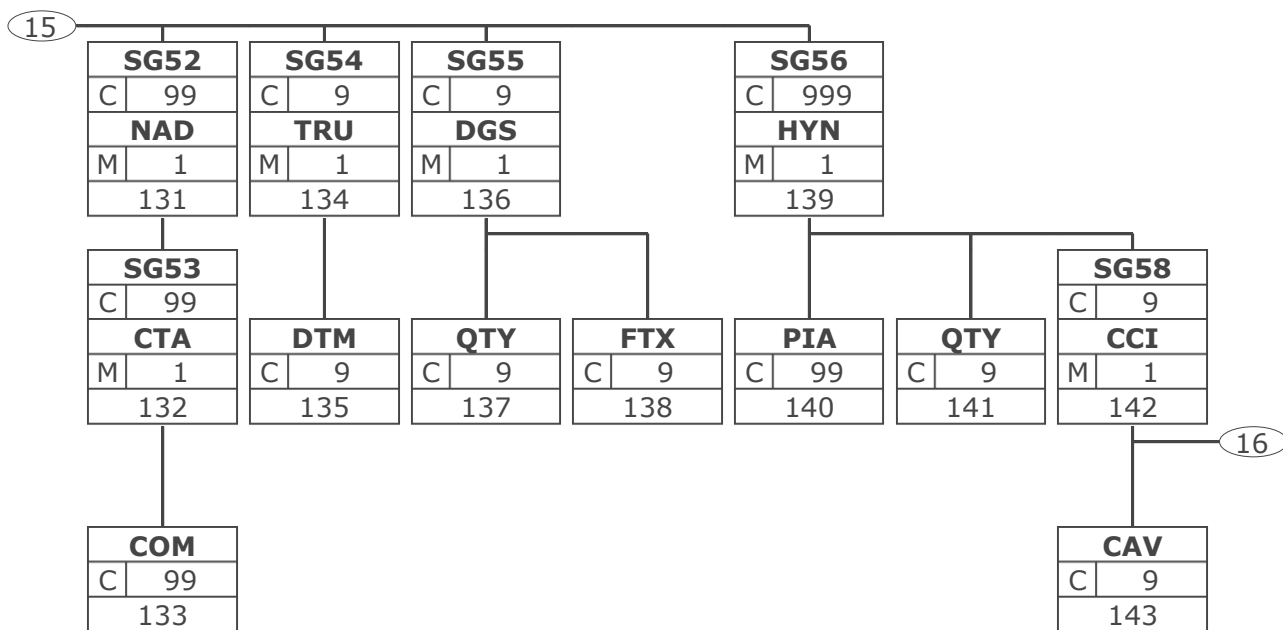 15
SG52
C 99
NAD
M 1
131
SG54
C 9
TRU
M 1
134
SG55
C 9
DGS
M 1
136
SG56
C 999
HYN
M 1
139
SG53
C 99
CTA
M 1
132
DTM
C 9
135
QTY
C 9
137
FTX
C 9
138
PIA
C 99
140
QTY
C 9
141
SG58
C 9
CCI
M 1
142
16
COM
C 99
133
CAV
C 9
143